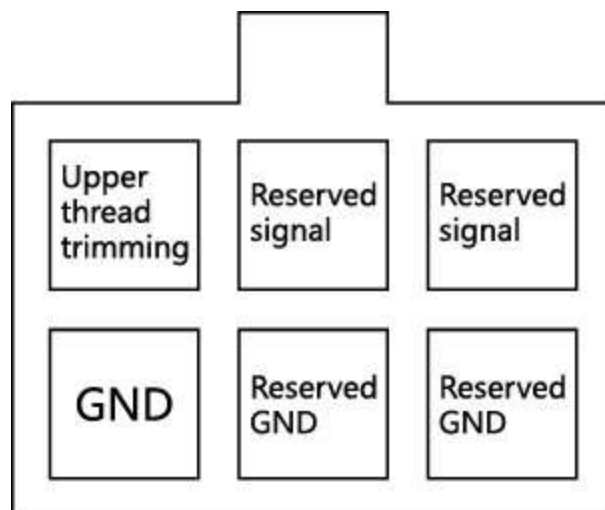 Upper
thread
trimming
Reserved
signal
Reserved
signal
GND
Reserved
GND
Reserved
GND